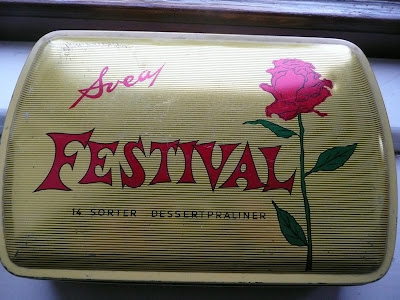 Svea
FESTIVAL
14 SORTER DESSERTPRALINER